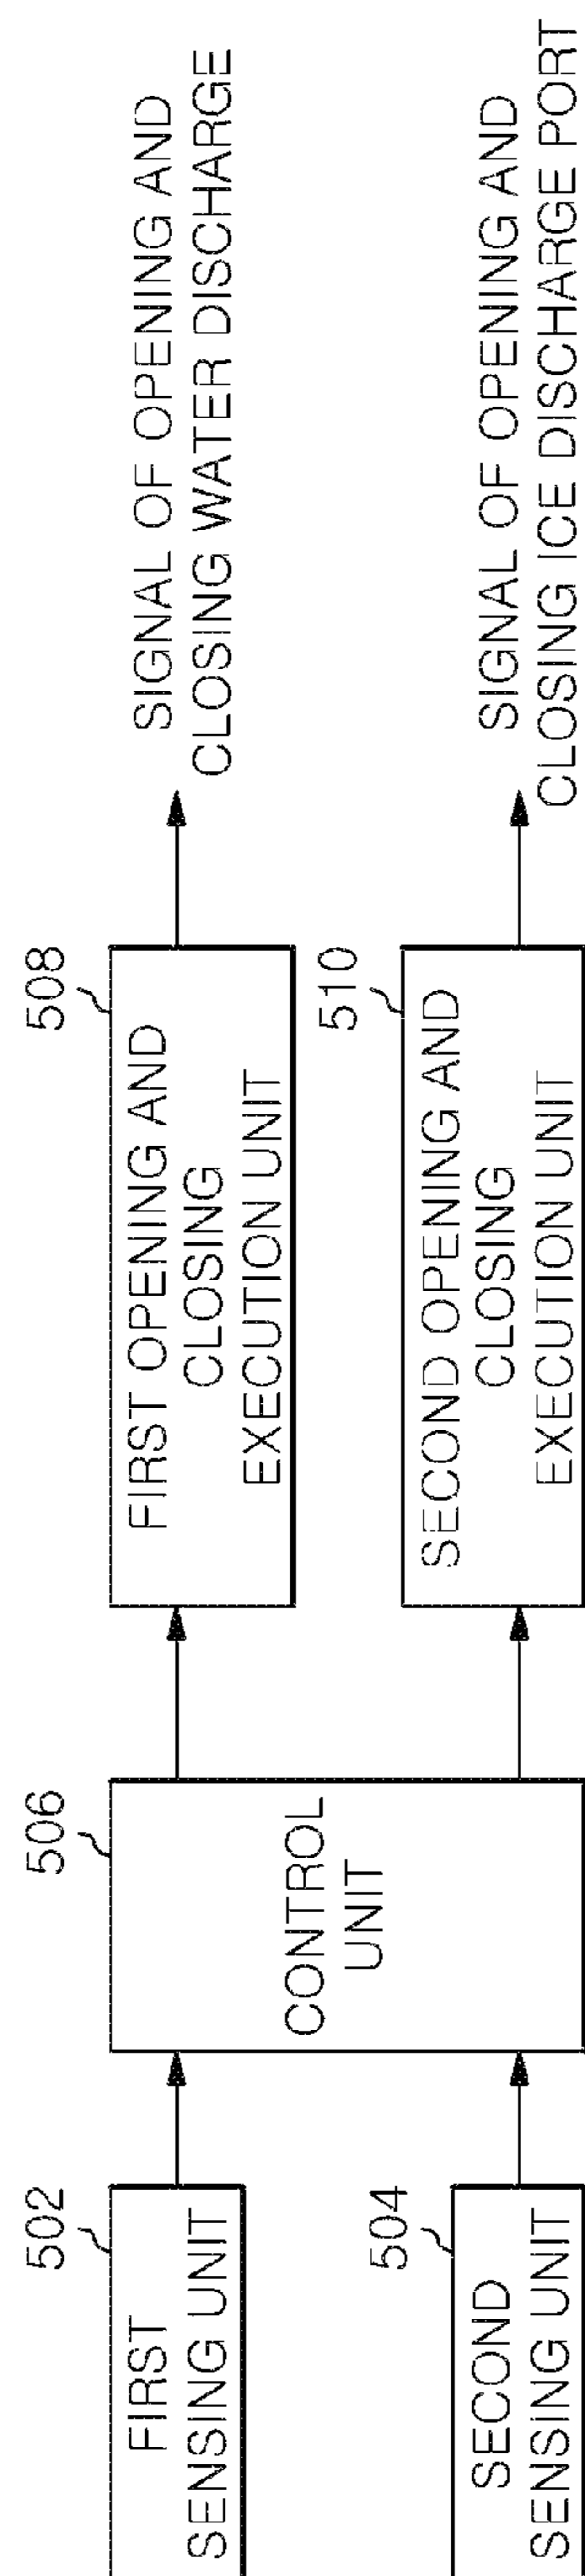 502
FIRST
SENSING UNIT
504
SECOND
SENSING UNIT
506
CONTROL
UNIT
508
FIRST OPENING AND
CLOSING
EXECUTION UNIT
510
SECOND OPENING AND
CLOSING
EXECUTION UNIT
SIGNAL OF OPENING AND
CLOSING WATER DISCHARGE
SIGNAL OF OPENING AND
CLOSING ICE DISCHARGE PORT